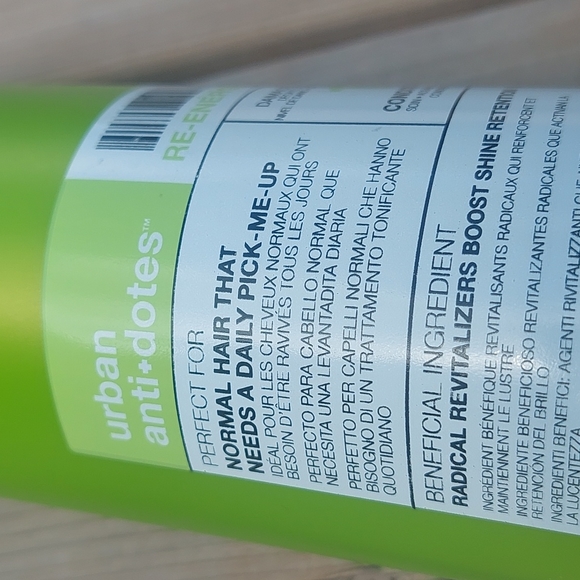 urban
anti+dotes™
RE-ENERG
PERFECT FOR
NORMAL HAIR THAT
NEEDS A DAILY PICK-ME-UP
IDÉAL POUR LES CHEVEUX NORMAUX QUI ONT
BESOIN D'ÊTRE RAVIVÉS TOUS LES JOURS
PERFECTO PARA CABELLO NORMAL QUE
NECESITA UNA LEVANTADITA DIARIA
PERFETTO PER CAPELLI NORMALI CHE HANNO
BISOGNO DI UN TRATTAMENTO TONIFICANTE
QUOTIDIANO
BENEFICIAL INGREDIENT
RADICAL REVITALIZERS BOOST SHINE RETENTIO
INGRÉDIENT BÉNÉFIQUE REVITALISANTS RADICAUX QUI RENFORCENT ET
MAINTIENNENT LE LUSTRE
INGREDIENTE BENEFICIOSO REVITALIZANTES RADICALES QUE ACTIVAN LA
RETENCIÓN DEL BRILLO
INGREDIENTI BENEFICI: AGENTI RIVITALIZZANTI
LA LUCENTEZZA